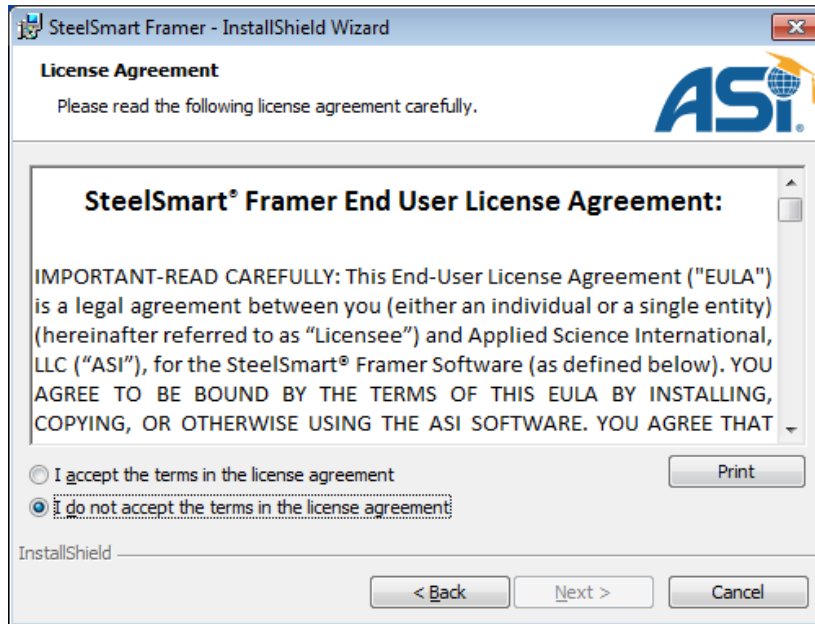 SteelSmart Framer - InstallShield Wizard
License Agreement
Please read the following license agreement carefully.
ASI®
SteelSmart® Framer End User License Agreement:
IMPORTANT-READ CAREFULLY: This End-User License Agreement ("EULA")
is a legal agreement between you (either an individual or a single entity)
(hereinafter referred to as “Licensee”) and Applied Science International,
LLC (“ASI”), for the SteelSmart® Framer Software (as defined below). YOU
AGREE TO BE BOUND BY THE TERMS OF THIS EULA BY INSTALLING,
COPYING, OR OTHERWISE USING THE ASI SOFTWARE. YOU AGREE THAT
I accept the terms in the license agreement
Print
I do not accept the terms in the license agreement
InstallShield
< Back
Next >
Cancel